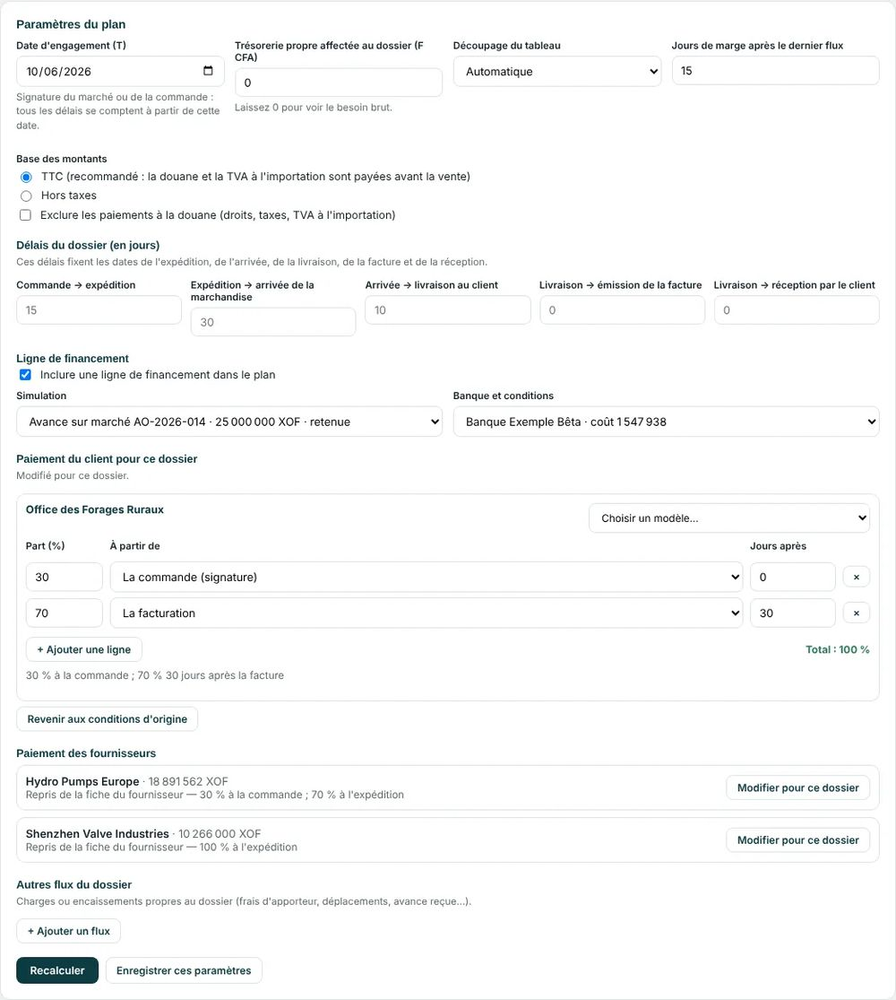 Paramètres du plan
Date d'engagement (T)
10/06/2026
Signature du marché ou de la commande :
tous les délais se comptent à partir de cette
date.
Trésorerie propre affectée au dossier (F
CFA)
0
Laissez 0 pour voir le besoin brut.
Découpage du tableau
Automatique
Jours de marge après le dernier flux
15
Base des montants
TTC (recommandé : la douane et la TVA à l'importation sont payées avant la vente)
Hors taxes
Exclure les paiements à la douane (droits, taxes, TVA à l'importation)
Délais du dossier (en jours)
Ces délais fixent les dates de l'expédition, de l'arrivée, de la livraison, de la facture et de la réception.
Commande → expédition
15
Expédition → arrivée de la
marchandise
30
Arrivée → livraison au client
10
Livraison → émission de la facture
0
Livraison → réception par le client
0
Ligne de financement
Inclure une ligne de financement dans le plan
Simulation
Avance sur marché AO-2026-014 · 25 000 000 XOF · retenue
Banque et conditions
Banque Exemple Bêta · coût 1 547 938
Paiement du client pour ce dossier
Modifié pour ce dossier.
Office des Forages Ruraux
Choisir un modèle...
Part (%) À partir de Jours après
30 La commande (signature) 0 ×
70 La facturation 30 ×
+ Ajouter une ligne Total : 100 %
30 % à la commande ; 70 % 30 jours après la facture
Revenir aux conditions d'origine
Paiement des fournisseurs
Hydro Pumps Europe · 18 891 562 XOF
Repris de la fiche du fournisseur — 30 % à la commande ; 70 % à l'expédition
Modifier pour ce dossier
Shenzhen Valve Industries · 10 266 000 XOF
Repris de la fiche du fournisseur — 100 % à l'expédition
Modifier pour ce dossier
Autres flux du dossier
Charges ou encaissements propres au dossier (frais d'apporteur, déplacements, avance reçue…).
+ Ajouter un flux
Recalculer Enregistrer ces paramètres